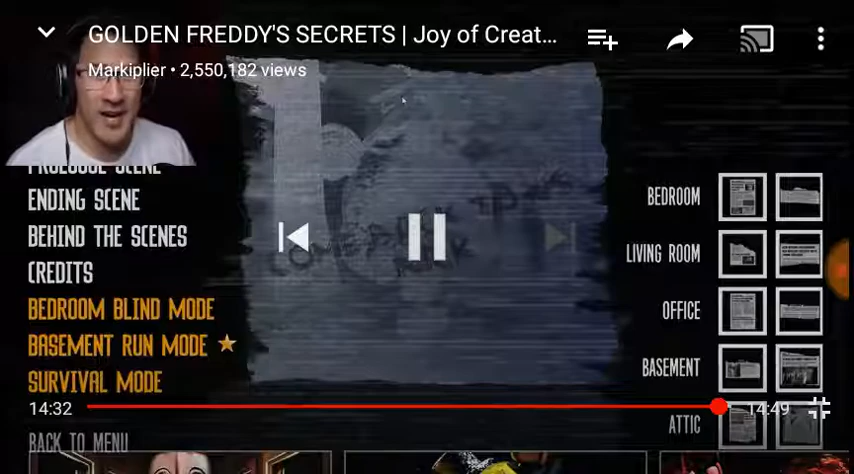 GOLDEN FREDDY'S SECRETS | Joy of Creat...
Markiplier • 2,550,182 views
PROLOGUE SCENE
ENDING SCENE
BEHIND THE SCENES
CREDITS
BEDROOM BLIND MODE
BASEMENT RUN MODE
SURVIVAL MODE
BACK TO MENU
BEDROOM
LIVING ROOM
OFFICE
BASEMENT
ATTIC
14:32
14:49